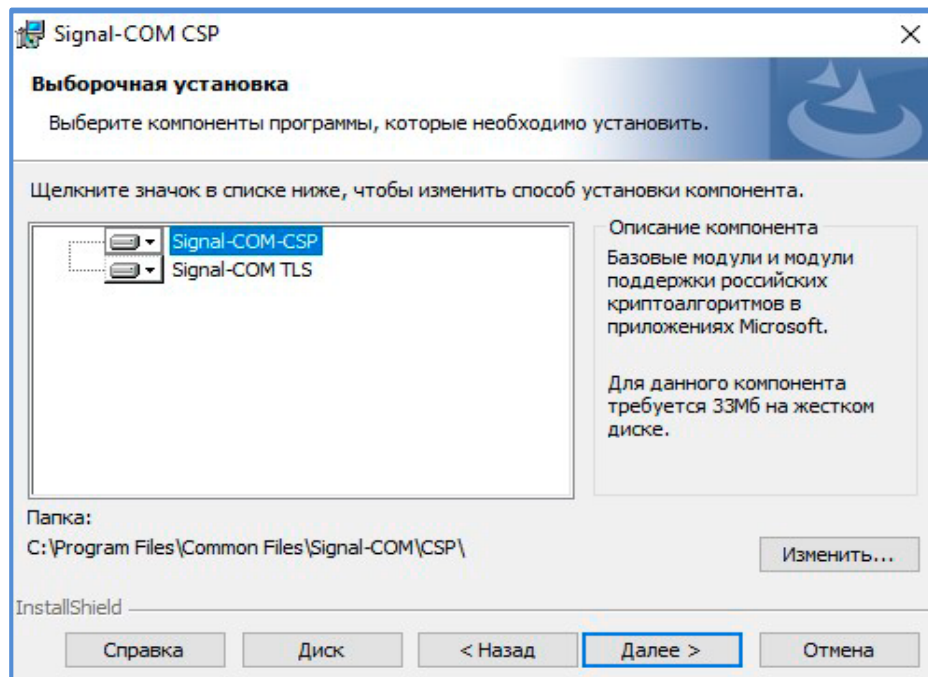 Signal-COM CSP
Выборочная установка
Выберите компоненты программы, которые необходимо установить.
Щелкните значок в списке ниже, чтобы изменить способ установки компонента.
Signal-COM-CSP
Signal-COM TLS
Описание компонента
Базовые модули и модули
поддержки российских
криптоалгоритмов в
приложениях Microsoft.
Для данного компонента
требуется 33Мб на жестком
диске.
Папка:
C:\Program Files\Common Files\Signal-COM\CSP\
Изменить...
InstallShield
Справка
Диск
< Назад
Далее >
Отмена